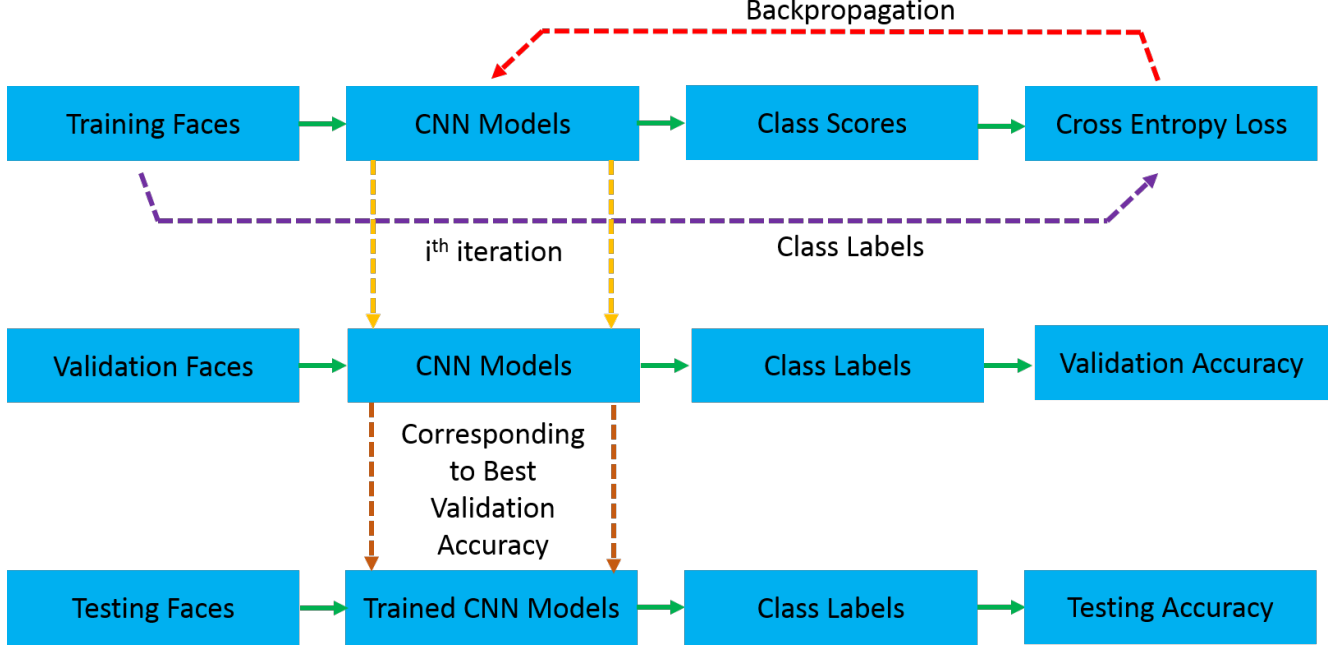 Backpropagation
Training Faces
CNN Models
Class Scores
Cross Entropy Loss
iᵗʰ iteration
Class Labels
Validation Faces
CNN Models
Class Labels
Validation Accuracy
Corresponding
to Best
Validation
Accuracy
Testing Faces
Trained CNN Models
Class Labels
Testing Accuracy